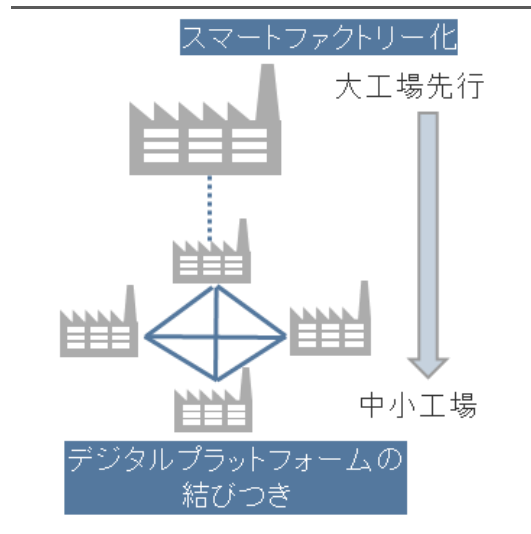 スマートファクトリー化
大工場先行
中小工場
デジタルプラットフォームの
結びつき